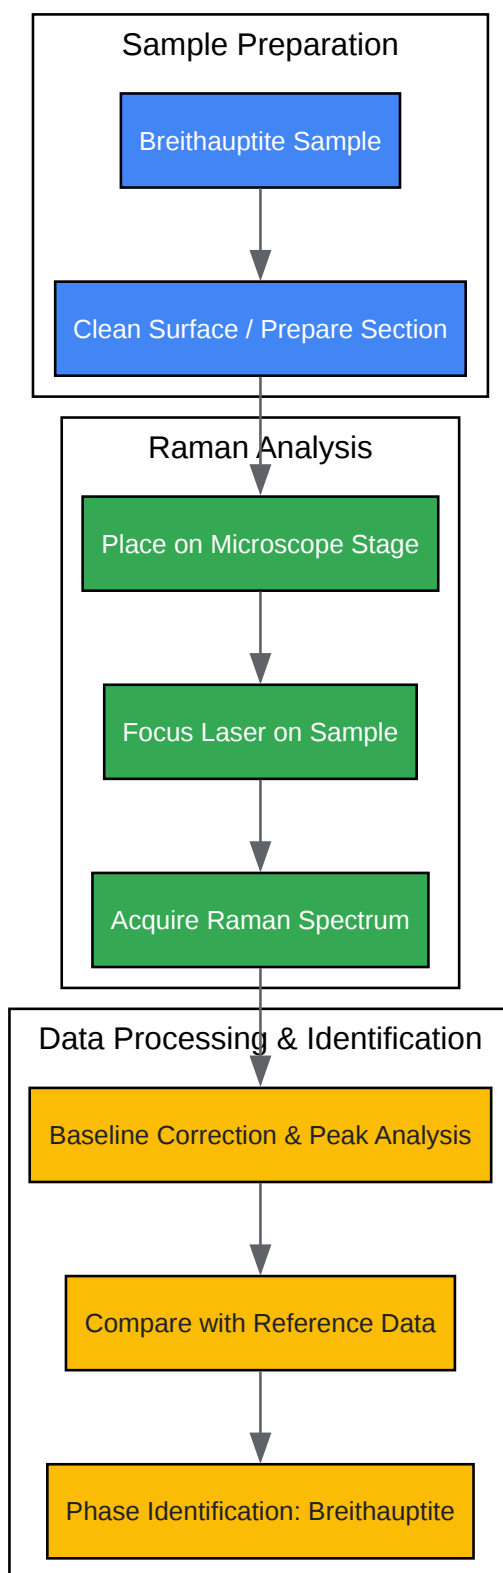 Sample Preparation
Breithauptite Sample
Clean Surface / Prepare Section
Raman Analysis
Place on Microscope Stage
Focus Laser on Sample
Acquire Raman Spectrum
Data Processing & Identification
Baseline Correction & Peak Analysis
Compare with Reference Data
Phase Identification: Breithauptite